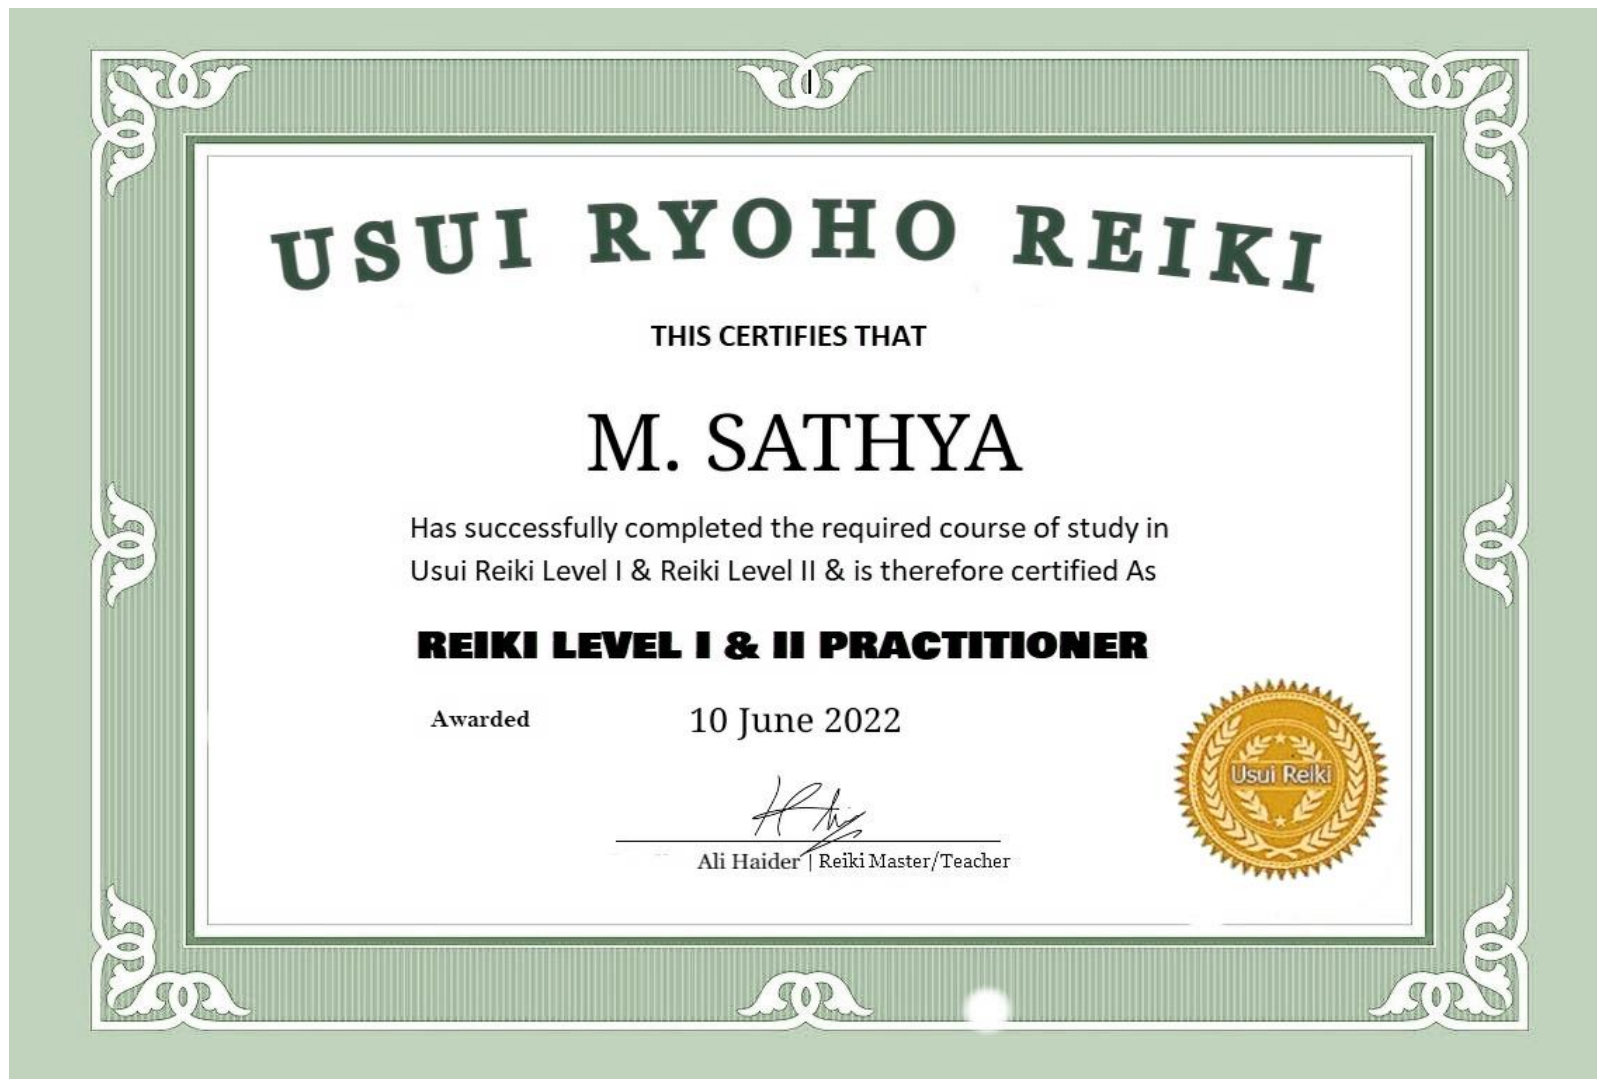 USUI RYOHO REIKI
THIS CERTIFIES THAT
M. SATHYA
Has successfully completed the required course of study in
Usui Reiki Level I & Reiki Level II & is therefore certified As
REIKI LEVEL I & II PRACTITIONER
Awarded 10 June 2022
Ali Haider | Reiki Master/Teacher
Usui Reiki